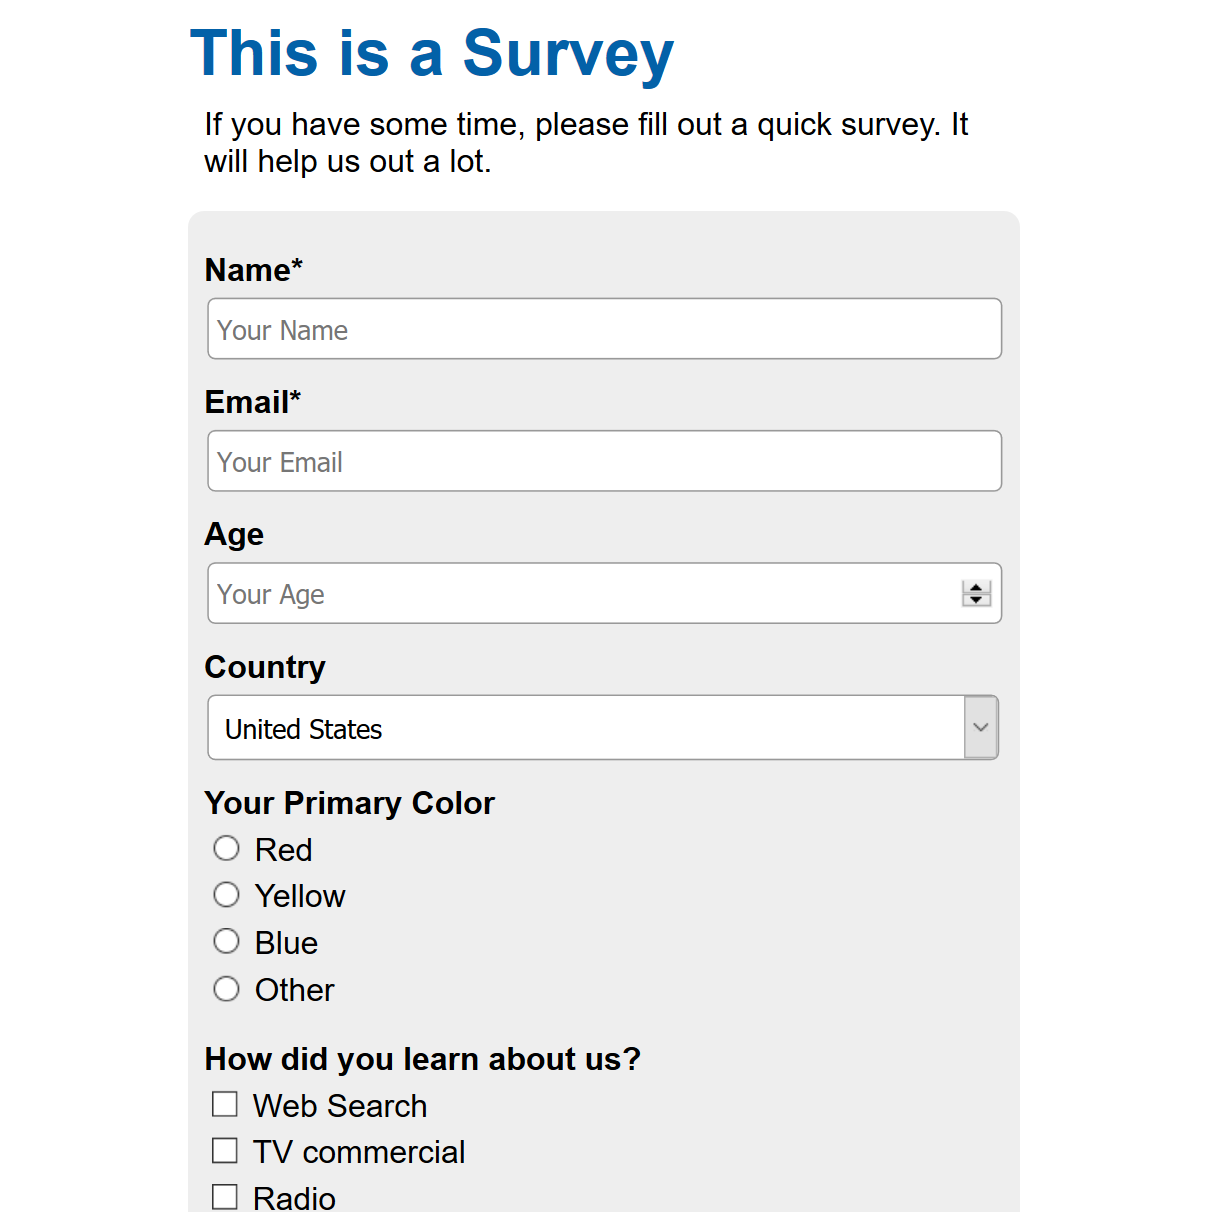 This is a Survey
If you have some time, please fill out a quick survey. It
will help us out a lot.
Name*
Your Name
Email*
Your Email
Age
Your Age
Country
United States
Your Primary Color
Red
Yellow
Blue
Other
How did you learn about us?
Web Search
TV commercial
Radio